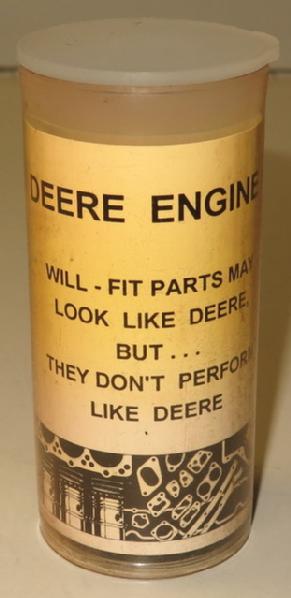 DEERE ENGINE
WILL - FIT PARTS MAY
LOOK LIKE DEERE,
BUT . . .
THEY DON'T PERFORM
LIKE DEERE